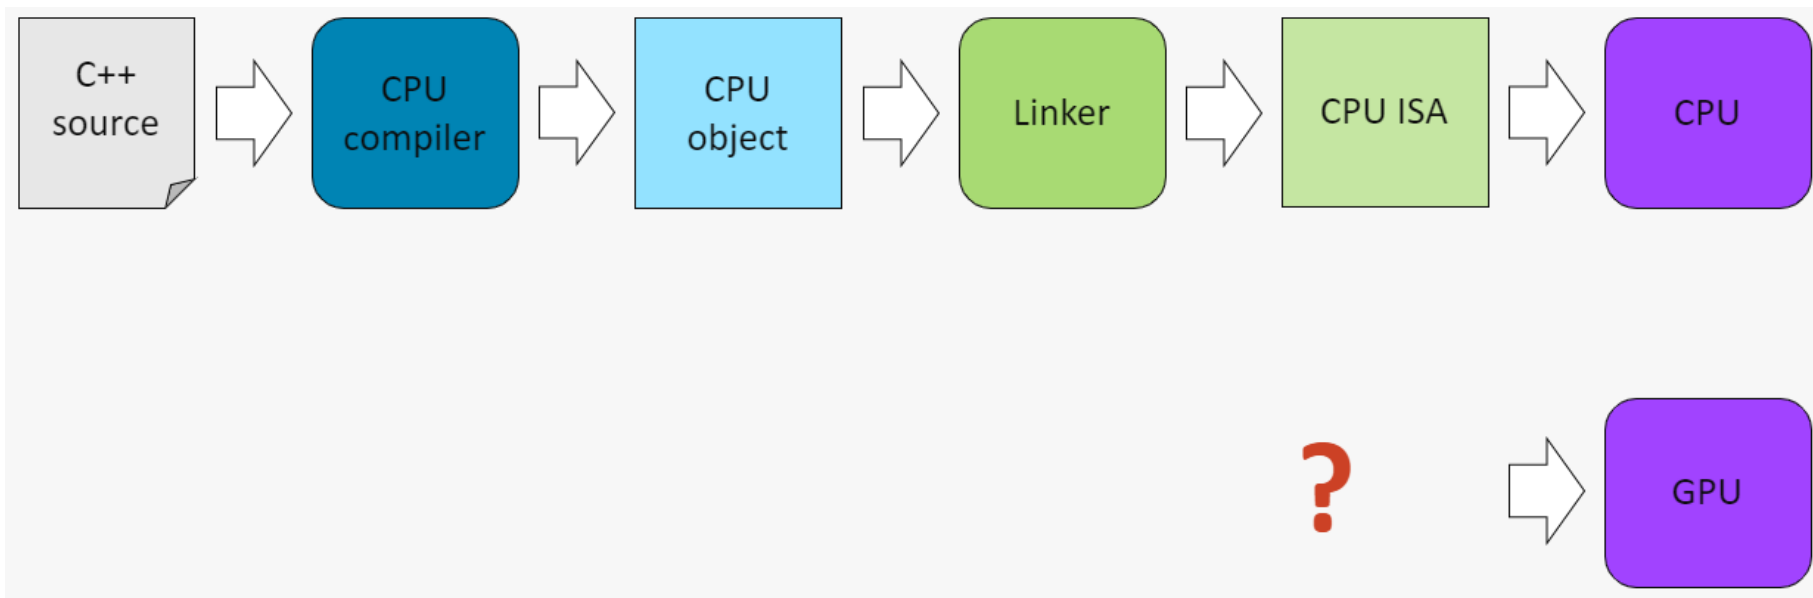 C++
source
CPU
compiler
CPU
object
Linker
CPU ISA
CPU
?
GPU